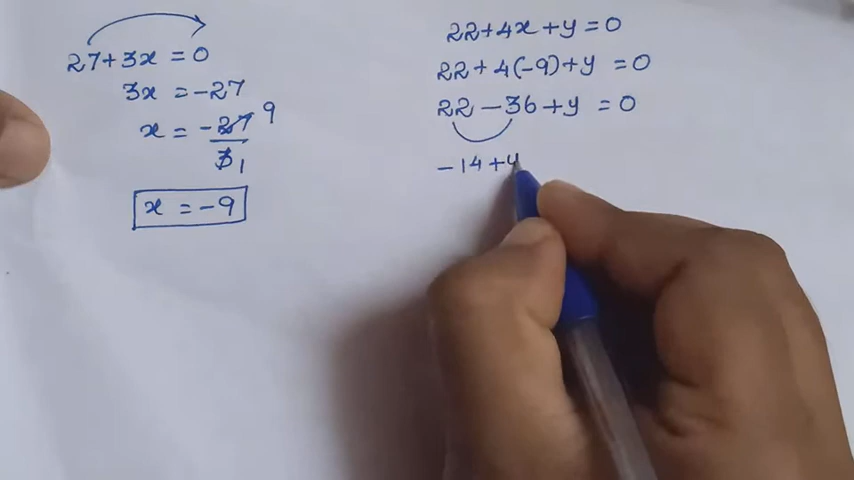 27+3x = 0
3x = -27
x = -27 9
3 1
x = -9
22+4x+y = 0
22+4(-9)+y = 0
22-36+y = 0
-14+y